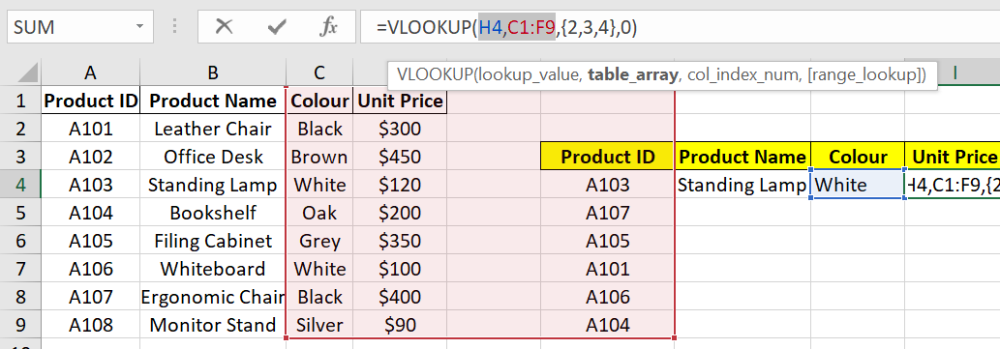 SUM fx =VLOOKUP(H4,C1:F9,{2,3,4},0)
VLOOKUP(lookup_value, table_array, col_index_num, [range_lookup])
A B C I
1 Product ID Product Name Colour Unit Price
2 A101 Leather Chair Black $300
3 A102 Office Desk Brown $450 Product ID Product Name Colour Unit Price
4 A103 Standing Lamp White $120 A103 Standing Lamp White H4,C1:F9,{2
5 A104 Bookshelf Oak $200 A107
6 A105 Filing Cabinet Grey $350 A105
7 A106 Whiteboard White $100 A101
8 A107 Ergonomic Chair Black $400 A106
9 A108 Monitor Stand Silver $90 A104